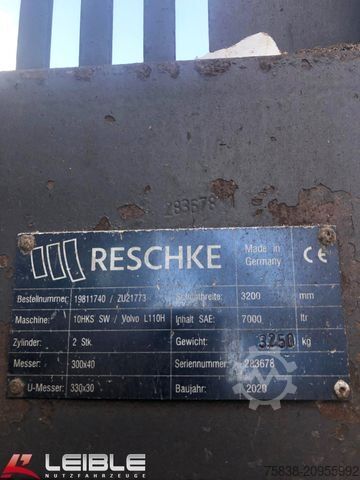 283678
RESCHKE Made in Germany CE
Bestellnummer: 19811740 / ZU21773 3200 mm
Maschine: 10HKS SW / Volvo L110H Inhalt SAE: 7000 ltr
Zylinder: 2 Stk Gewicht: 3250 kg
Messer: 300x40 Seriennummer: 283678
U-Messer: 330x30 Baujahr: 2020
LEIBLE
NUTZFAHRZEUGE
75838-20955992